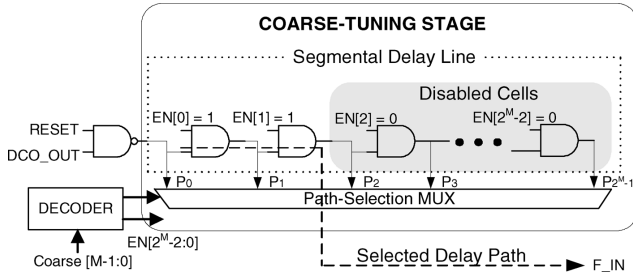 COARSE-TUNING STAGE
Segmental Delay Line
Disabled Cells
EN[0] = 1 EN[1] = 1 EN[2] = 0 EN[2^M-2] = 0
RESET
DCO_OUT
P0 P1 P2 P3 P2^M-1
Path-Selection MUX
DECODER
EN[2^M-2:0]
Selected Delay Path
Coarse [M-1:0]
F_IN